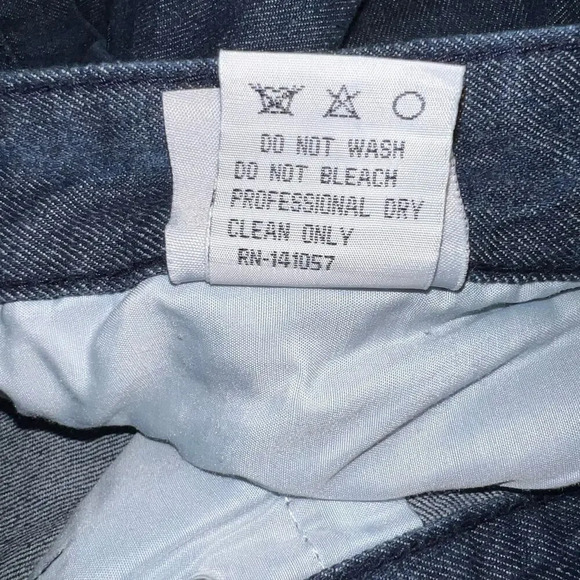 DO NOT WASH
DO NOT BLEACH
PROFESSIONAL DRY
CLEAN ONLY
RN-141057